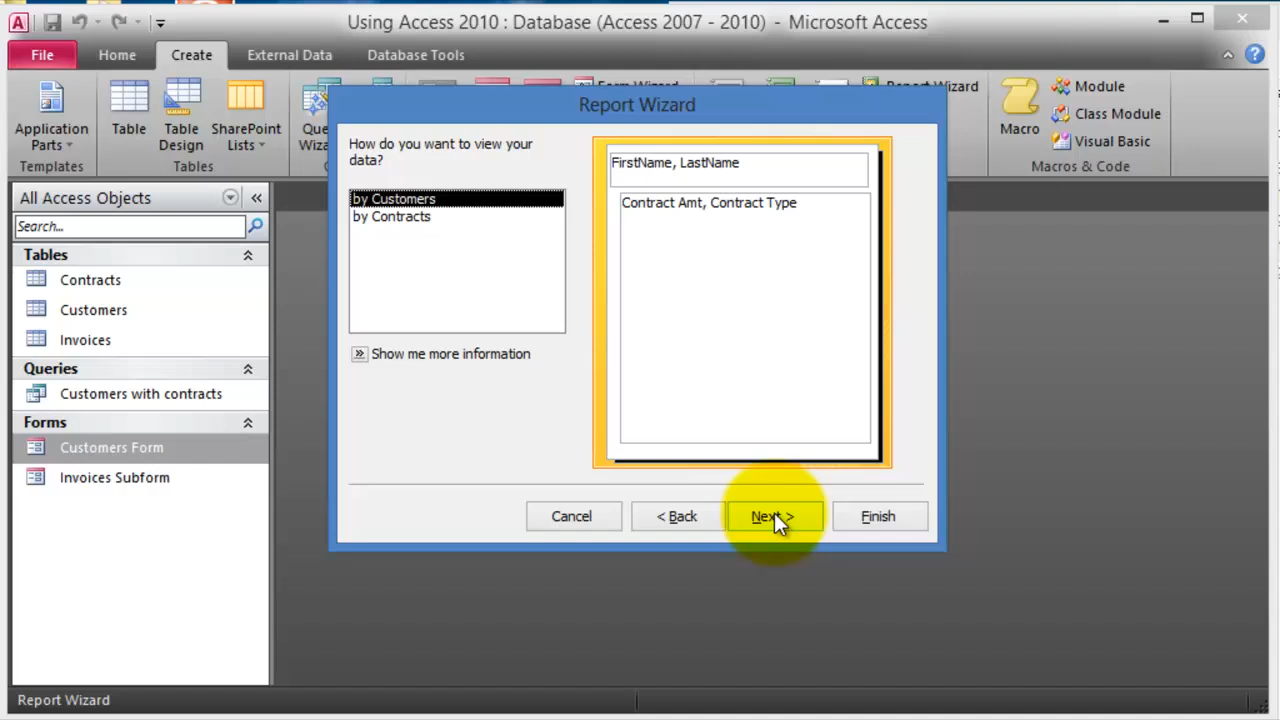 Using Access 2010 : Database (Access 2007 - 2010) - Microsoft Access
File Home Create External Data Database Tools
Application Parts
Table
Table Design
SharePoint Lists
Macro
Module
Class Module
Visual Basic
Templates
Tables
Macros & Code
Report Wizard
How do you want to view your
data?
by Customers
by Contracts
Show me more information
FirstName, LastName
Contract Amt, Contract Type
Cancel < Back Next > Finish
All Access Objects
Search...
Tables
Contracts
Customers
Invoices
Queries
Customers with contracts
Forms
Customers Form
Invoices Subform
Report Wizard